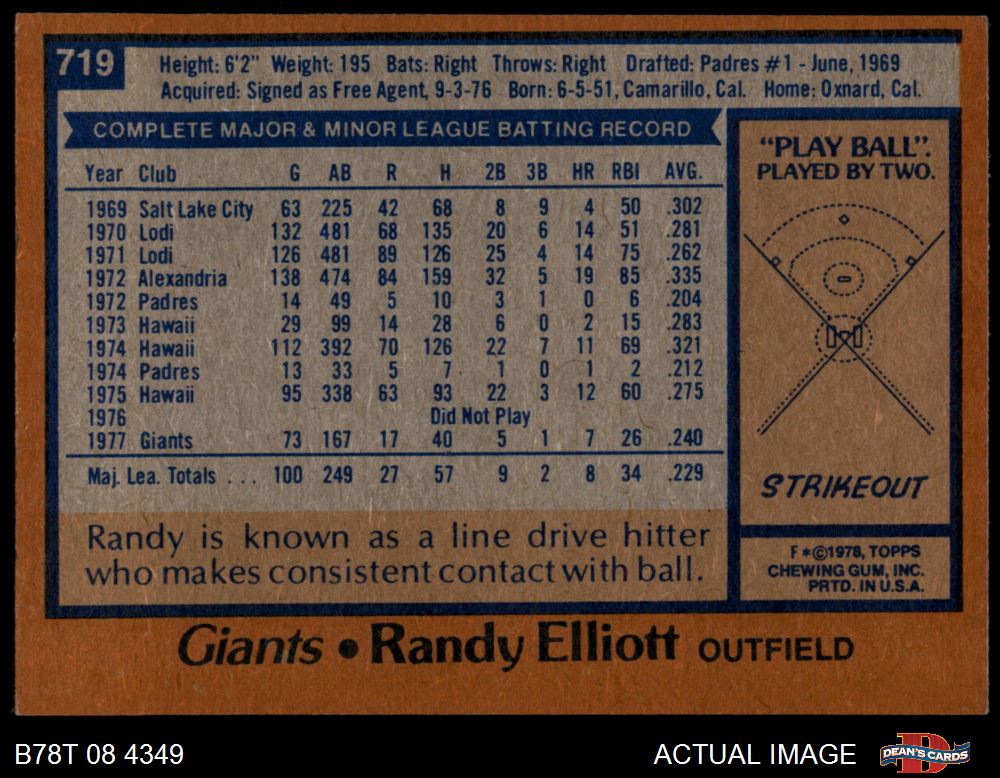 719
Height: 6'2" Weight: 195 Bats: Right Throws: Right Drafted: Padres #1 - June, 1969
Acquired: Signed as Free Agent, 9-3-76 Born: 6-5-51, Camarillo, Cal. Home: Oxnard, Cal.
COMPLETE MAJOR & MINOR LEAGUE BATTING RECORD
Year Club G AB R H 2B 3B HR RBI AVG.
1969 Salt Lake City 63 225 42 68 8 9 4 50 .302
1970 Lodi 132 481 68 135 20 6 14 51 .281
1971 Lodi 126 481 89 126 25 4 14 75 .262
1972 Alexandria 138 474 84 159 32 5 19 85 .335
1972 Padres 14 49 5 10 3 1 0 6 .204
1973 Hawaii 29 99 14 28 6 0 2 15 .283
1974 Hawaii 112 392 70 126 22 7 11 69 .321
1974 Padres 13 33 5 7 1 0 1 2 .212
1975 Hawaii 95 338 63 93 22 3 12 60 .275
1976 Did Not Play
1977 Giants 73 167 17 40 5 1 7 26 .240
Maj. Lea. Totals . . . 100 249 27 57 9 2 8 34 .229
Randy is known as a line drive hitter
who makes consistent contact with ball.
"PLAY BALL".
PLAYED BY TWO.
STRIKEOUT
F *©1978, TOPPS
CHEWING GUM, INC.
PRTD. IN U.S.A.
Giants • Randy Elliott OUTFIELD
B78T 08 4349
ACTUAL IMAGE
D
DEAN'S CARDS